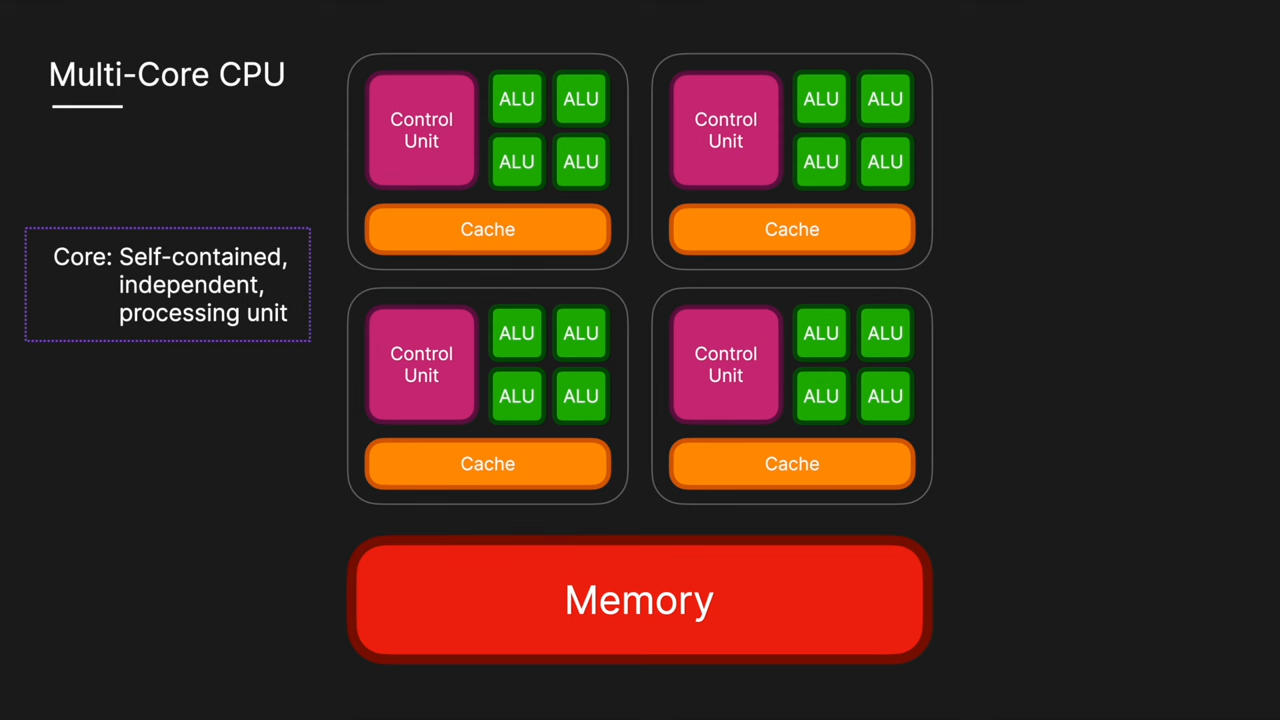 Multi-Core CPU
Core: Self-contained,
independent,
processing unit
Control
Unit
ALU ALU
ALU ALU
Cache
Control
Unit
ALU ALU
ALU ALU
Cache
Control
Unit
ALU ALU
ALU ALU
Cache
Control
Unit
ALU ALU
ALU ALU
Cache
Memory